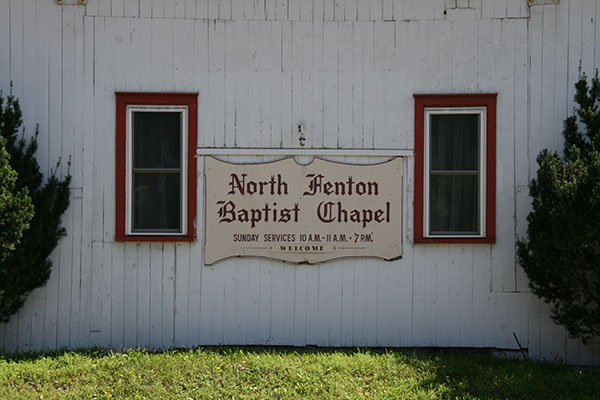 North Fenton
Baptist Chapel
SUNDAY SERVICES 10 A.M. - 11 A.M. • 7 P.M.
WELCOME